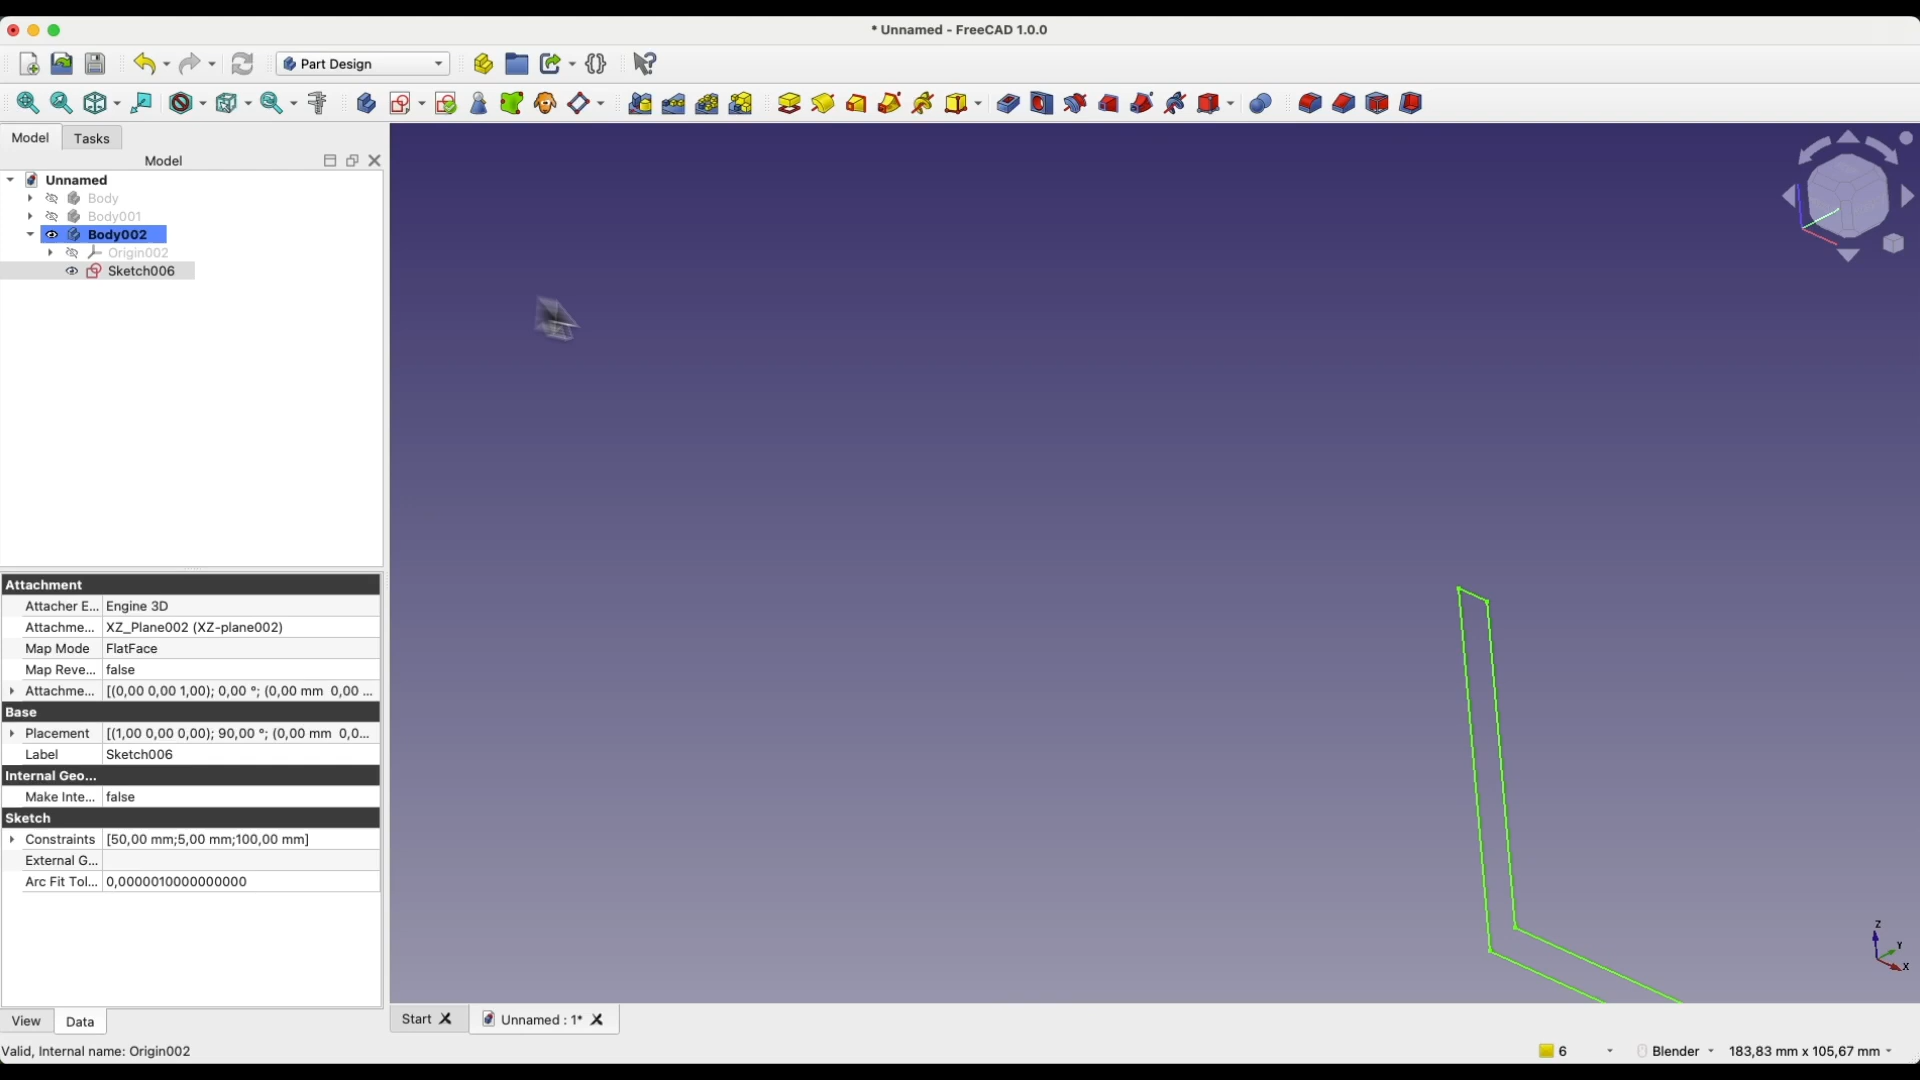 * Unnamed - FreeCAD 1.0.0
Part Design
Model
Tasks
Model
Unnamed
Body
Body001
Body002
Origin002
Sketch006
Attachment
Attacher E... Engine 3D
Attachme... XZ_Plane002 (XZ-plane002)
Map Mode FlatFace
Map Reve... false
Attachme... [(0,00 0,00 1,00); 0,00 °; (0,00 mm 0,00 ...
Base
Placement [(1,00 0,00 0,00); 90,00 °; (0,00 mm 0,0...
Label Sketch006
Internal Geo...
Make Inte... false
Sketch
Constraints [50,00 mm;5,00 mm;100,00 mm]
External G...
Arc Fit Tol... 0,0000010000000000
View
Data
Start
Unnamed : 1*
Z
Y
X
Valid, Internal name: Origin002
6
Blender
183,83 mm x 105,67 mm